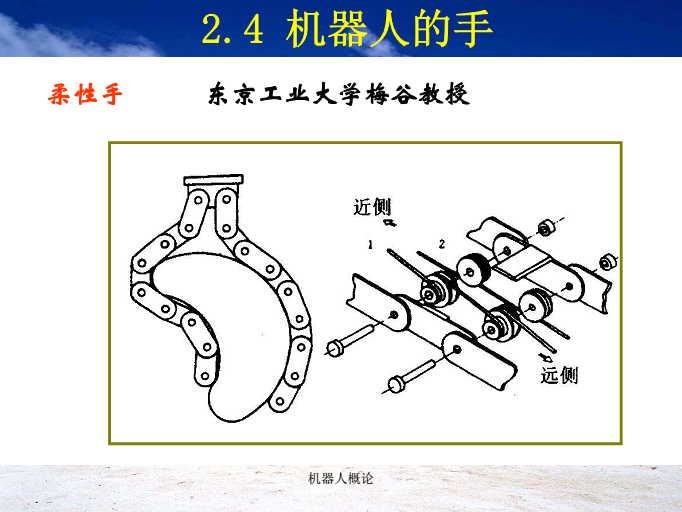 2.4 机器人的手
柔性手 东京工业大学梅谷教授
近侧
1 2
远侧
机器人概论